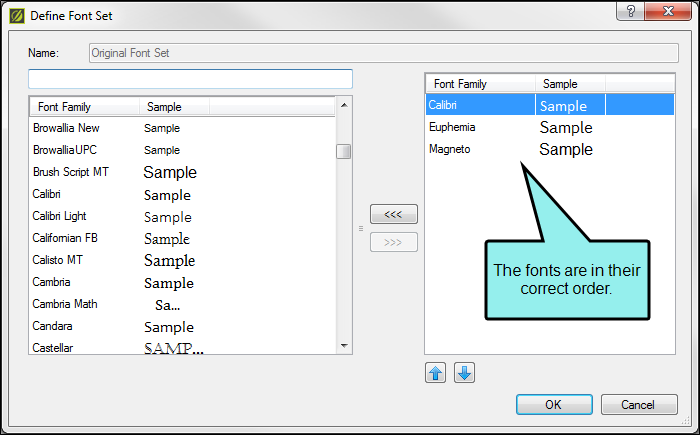 Define Font Set
Name: Original Font Set
Font Family Sample
Browallia New Sample
BrowalliaUPC Sample
Brush Script MT Sample
Calibri Sample
Calibri Light Sample
Californian FB Sample
Calisto MT Sample
Cambria Sample
Cambria Math Sa...
Candara Sample
Castellar SAMP...
<<<
>>>
Font Family Sample
Calibri Sample
Euphemia Sample
Magneto Sample
The fonts are in their
correct order.
OK Cancel